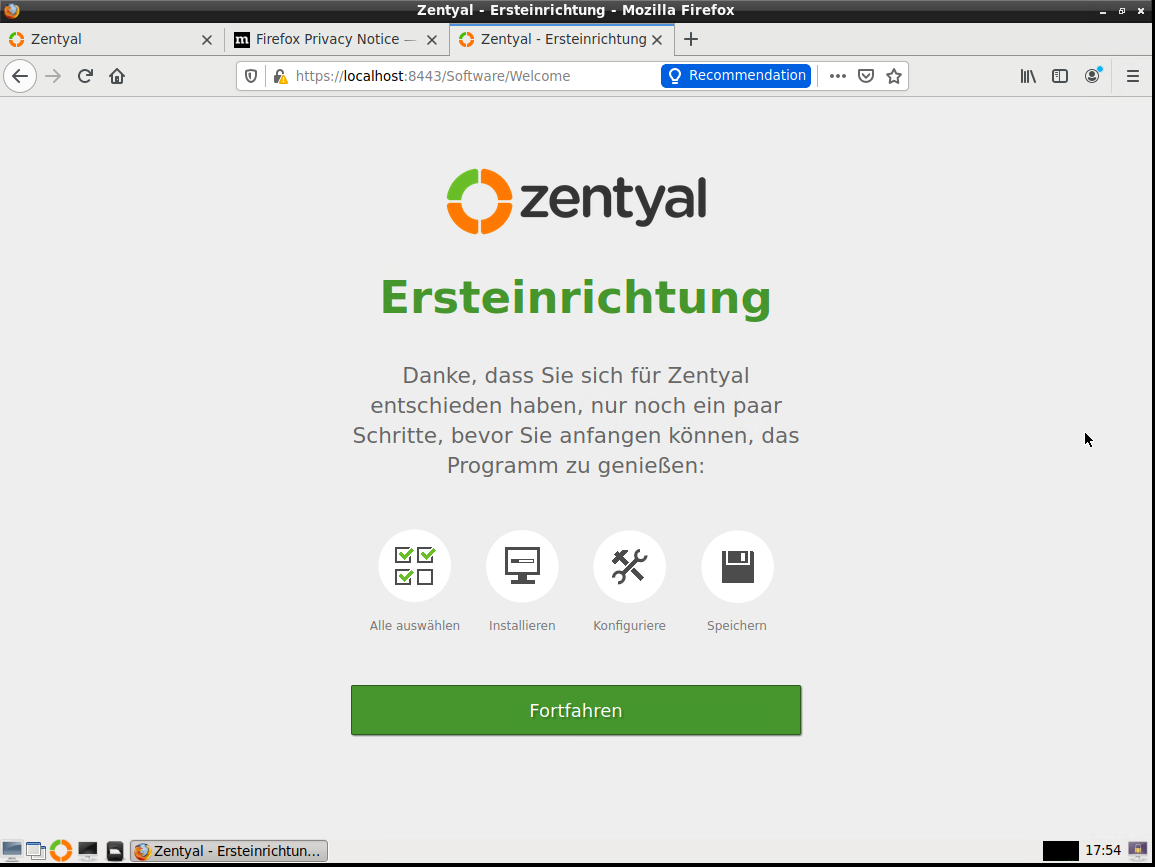 Zentyal - Ersteinrichtung - Mozilla Firefox
Zentyal
Firefox Privacy Notice —
Zentyal - Ersteinrichtung
https://localhost:8443/Software/Welcome
Recommendation
zentyal
Ersteinrichtung
Danke, dass Sie sich für Zentyal
entschieden haben, nur noch ein paar
Schritte, bevor Sie anfangen können, das
Programm zu genießen:
Alle auswählen
Installieren
Konfiguriere
Speichern
Fortfahren
Zentyal - Ersteinrichtun...
17:54